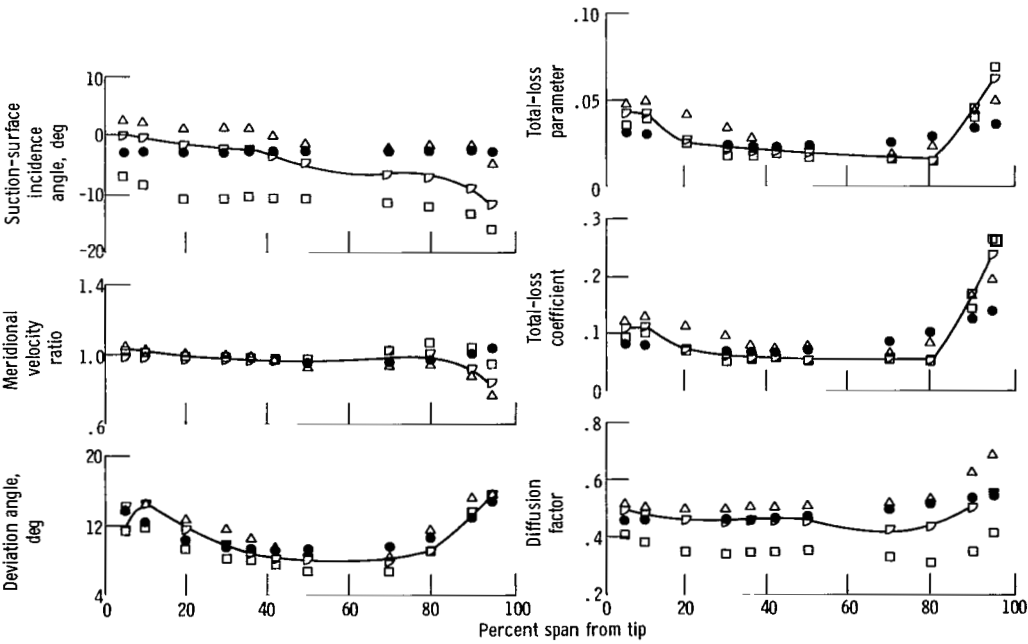 Suction-surface
incidence
angle, deg
10
0
-10
-20
Meridional
velocity
ratio
1.4
1.0
.6
Deviation angle,
deg
20
12
4
0 20 40 60 80 100
Total-loss
parameter
.10
.05
0
Total-loss
coefficient
.3
.2
.1
0
Diffusion
factor
.8
.6
.4
.2
0 20 40 60 80 100
Percent span from tip